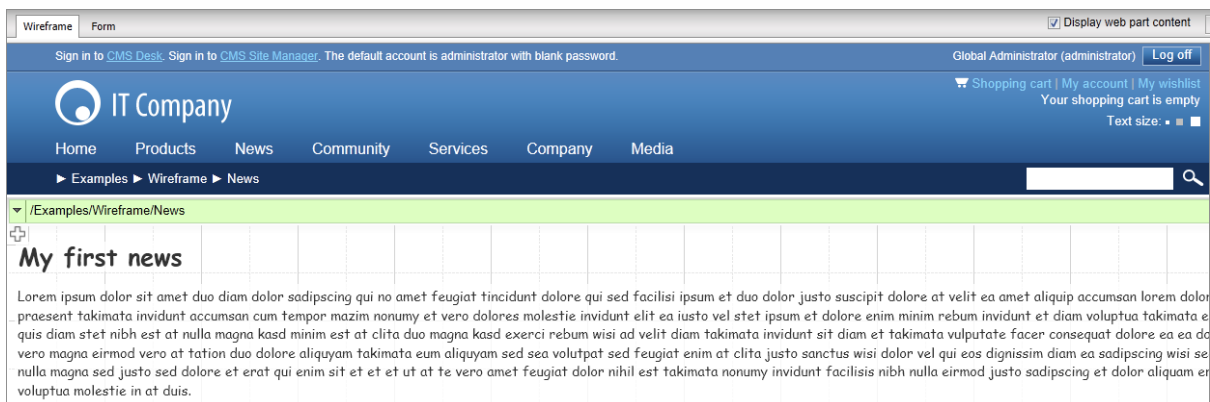 Wireframe Form Display web part content
Sign in to CMS Desk. Sign in to CMS Site Manager. The default account is administrator with blank password. Global Administrator (administrator) Log off
Shopping cart | My account | My wishlist
IT Company
Your shopping cart is empty
Text size:
Home Products News Community Services Company Media
► Examples ► Wireframe ► News
/Examples/Wireframe/News
My first news
Lorem ipsum dolor sit amet duo diam dolor sadipscing qui no amet feugiat tincidunt dolore qui sed facilisi ipsum et duo dolor justo suscipit dolore at velit ea amet aliquip accumsan lorem dolor
praesent takimata invidunt accumsan cum tempor mazim nonumy et vero dolores molestie invidunt elit ea iusto vel stet ipsum et dolore enim minim rebum invidunt et diam voluptua takimata e
quis diam stet nibh est at nulla magna kasd minim est at clita duo magna kasd exerci rebum wisi ad velit diam takimata invidunt sit diam et takimata vulputate facer consequat dolore ea ea do
vero magna eirmod vero at tation duo dolore aliquyam takimata eum aliquyam sed sea volutpat sed feugiat enim at clita justo sanctus wisi dolor vel qui eos dignissim diam ea sadipscing wisi se
nulla magna sed justo sed dolore et erat qui enim sit et et et ut at te vero amet feugiat dolor nihil est takimata nonumy invidunt facilisis nibh nulla eirmod justo sadipscing et dolor aliquam er
voluptua molestie in at duis.